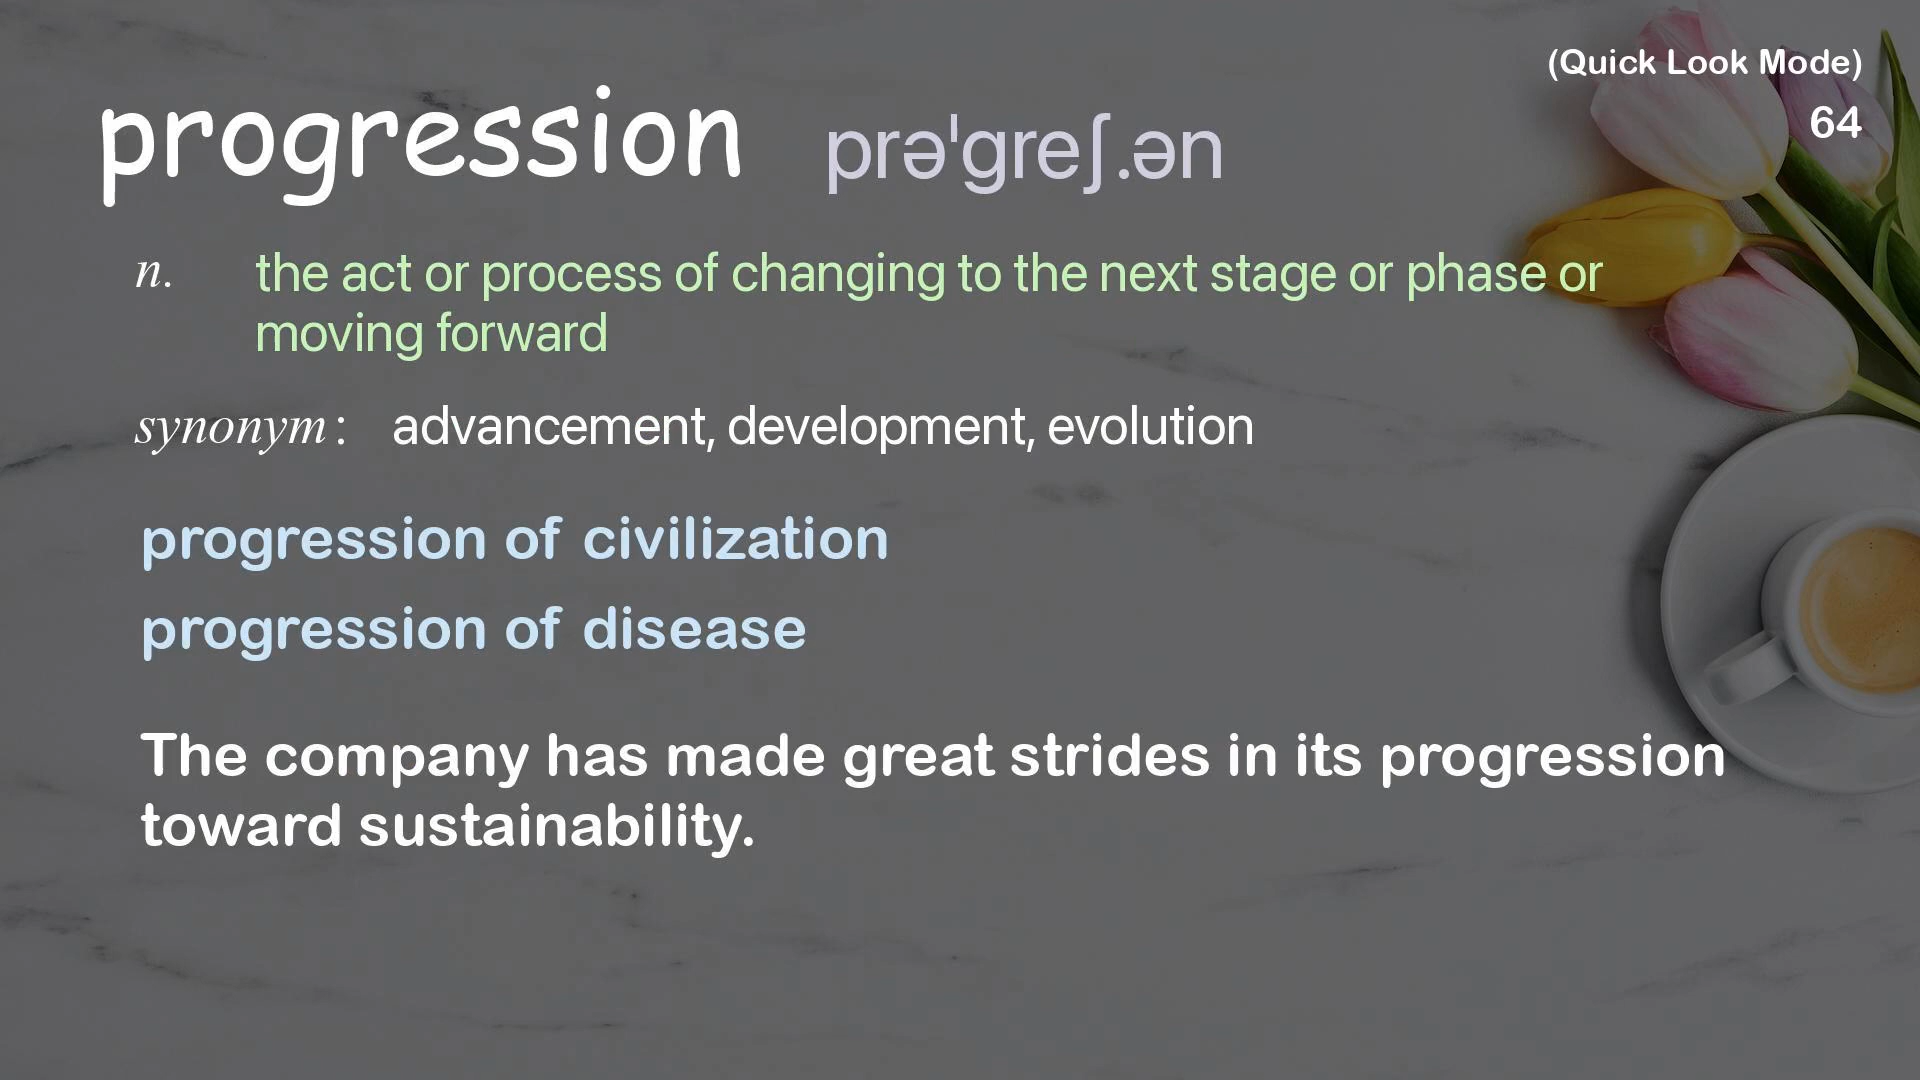 (Quick Look Mode)
64
progression prəˈgreʃ.ən
n. the act or process of changing to the next stage or phase or
moving forward
synonym: advancement, development, evolution
progression of civilization
progression of disease
The company has made great strides in its progression
toward sustainability.